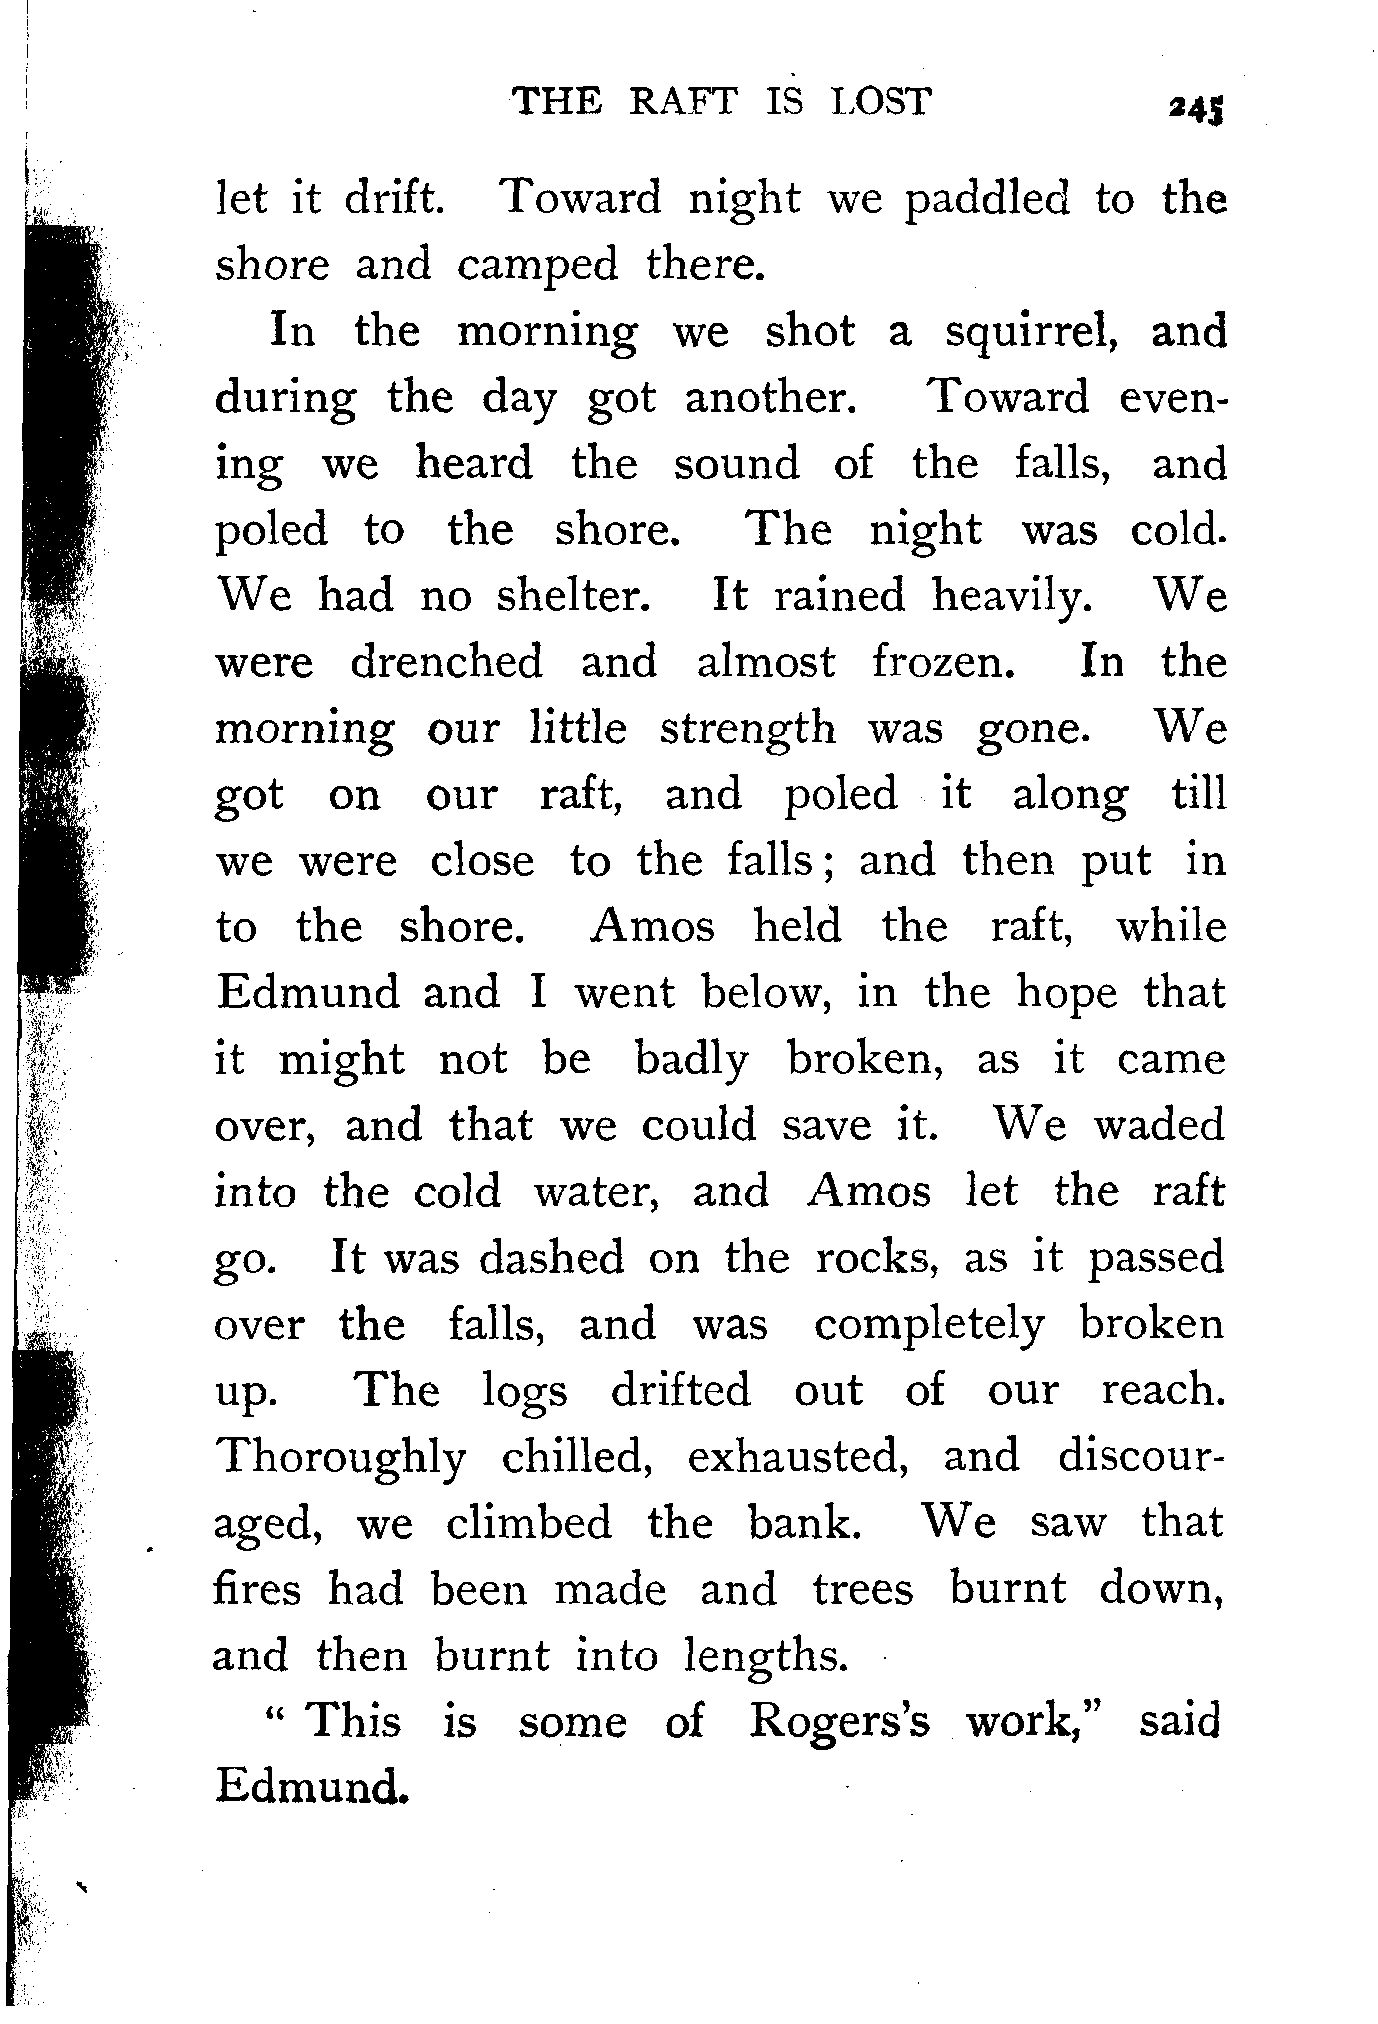 THE RAFT IS LOST 245
let it drift. Toward night we paddled to the
shore and camped there.
In the morning we shot a squirrel, and
during the day got another. Toward even-
ing we heard the sound of the falls, and
poled to the shore. The night was cold.
We had no shelter. It rained heavily. We
were drenched and almost frozen. In the
morning our little strength was gone. We
got on our raft, and poled it along till
we were close to the falls; and then put in
to the shore. Amos held the raft, while
Edmund and I went below, in the hope that
it might not be badly broken, as it came
over, and that we could save it. We waded
into the cold water, and Amos let the raft
go. It was dashed on the rocks, as it passed
over the falls, and was completely broken
up. The logs drifted out of our reach.
Thoroughly chilled, exhausted, and discour-
aged, we climbed the bank. We saw that
fires had been made and trees burnt down,
and then burnt into lengths.
“ This is some of Rogers’s work,” said
Edmund.